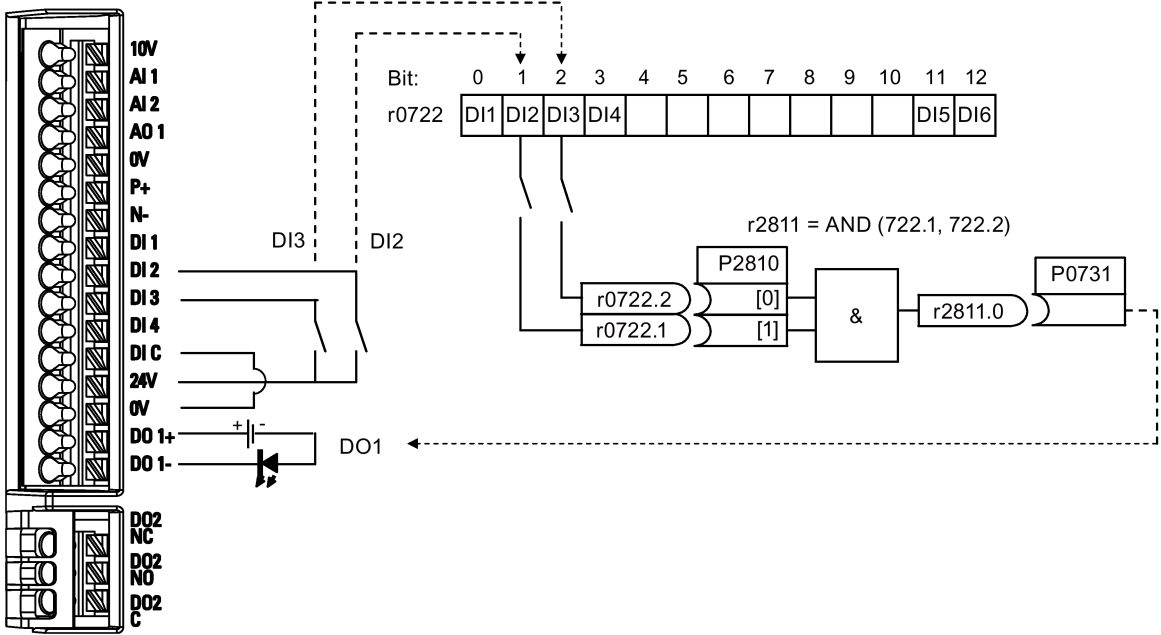 10V
AI 1
AI 2
AO 1
0V
P+
N-
DI 1
DI 2
DI 3
DI 4
DI C
24V
0V
DO 1+
DO 1-
DO2
NC
DO2
NO
DO2
C
DI3
DI2
+ -
DO1
Bit: 0 1 2 3 4 5 6 7 8 9 10 11 12
r0722 DI1 DI2 DI3 DI4 DI5 DI6
r2811 = AND (722.1, 722.2)
P2810
r0722.2 [0]
r0722.1 [1]
&
r2811.0
P0731